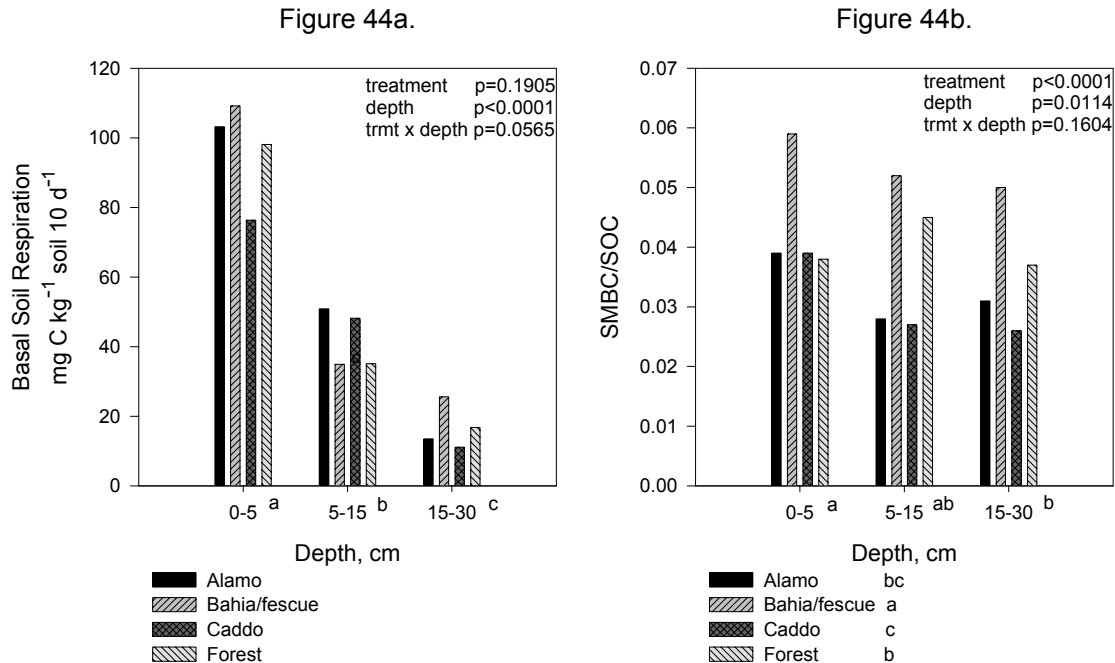 Figure 44a.
treatment p=0.1905
depth p<0.0001
trmt x depth p=0.0565
Basal Soil Respiration
mg C kg⁻¹ soil 10 d⁻¹
120
100
80
60
40
20
0
0-5 a
5-15 b
15-30 c
Depth, cm
Alamo
Bahia/fescue
Caddo
Forest
Figure 44b.
treatment p<0.0001
depth p=0.0114
trmt x depth p=0.1604
SMBC/SOC
0.07
0.06
0.05
0.04
0.03
0.02
0.01
0.00
0-5 a
5-15 ab
15-30 b
Depth, cm
Alamo bc
Bahia/fescue a
Caddo c
Forest b